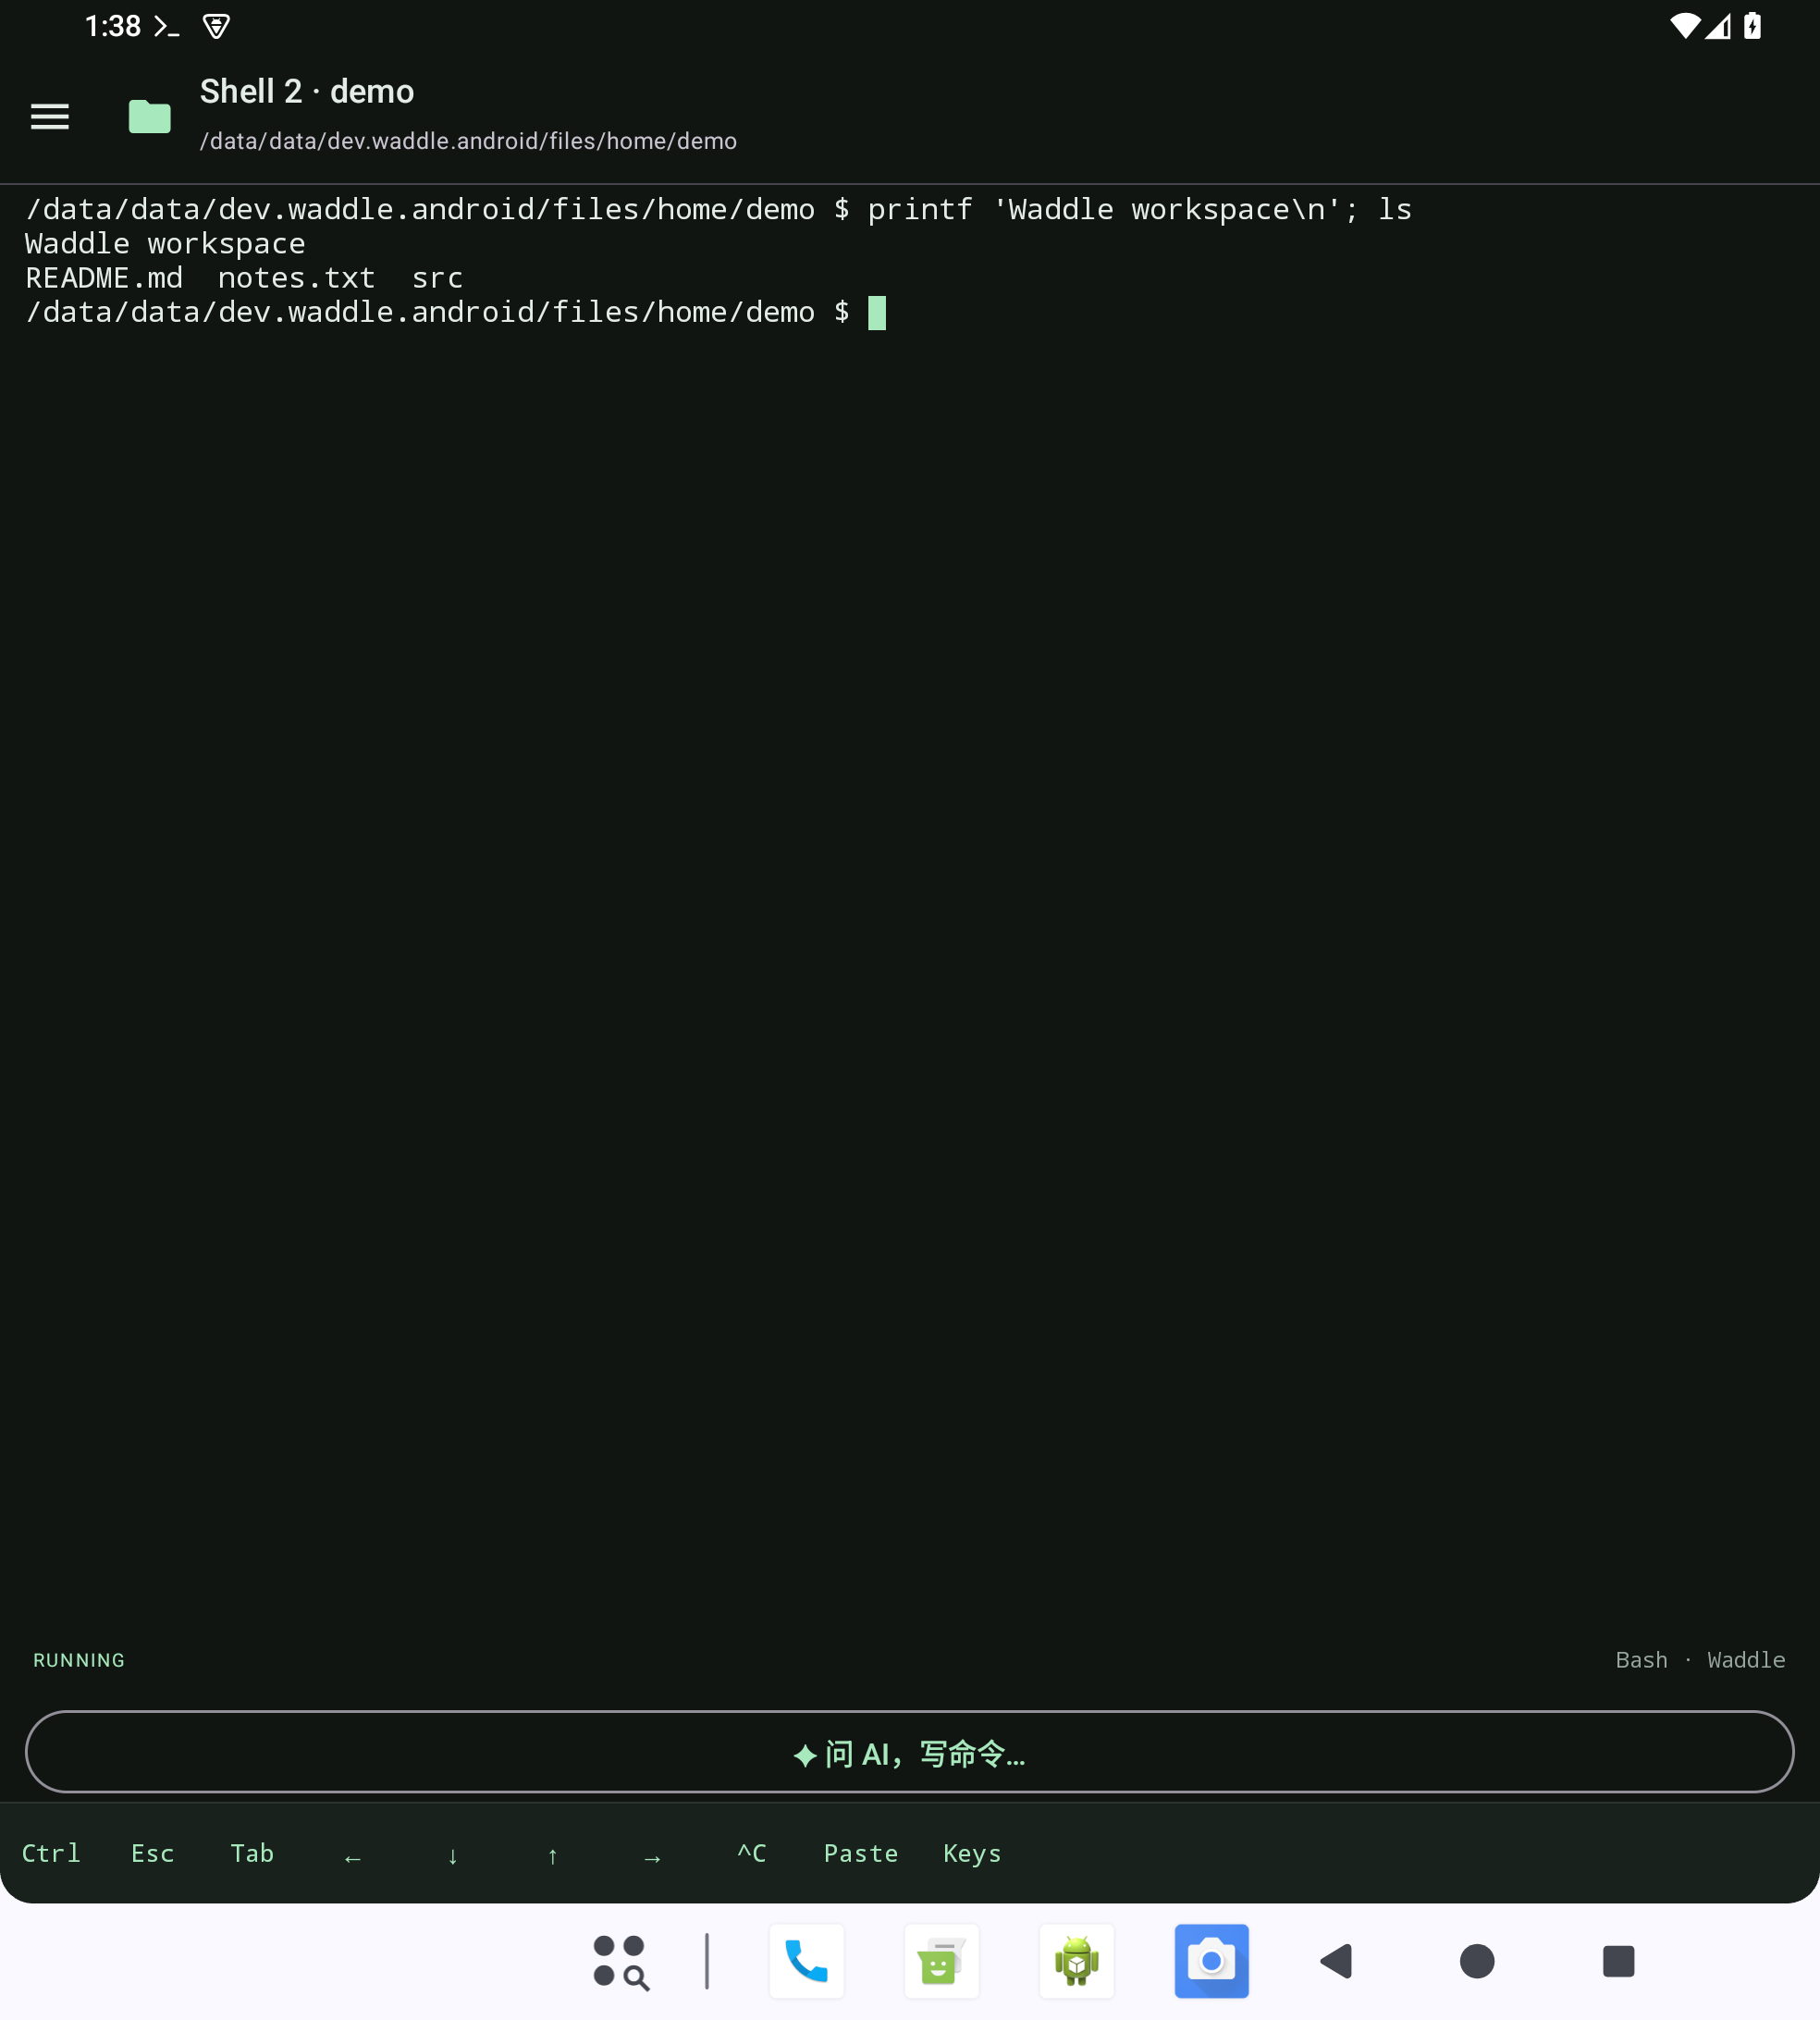 1:38
Shell 2 · demo
/data/data/dev.waddle.android/files/home/demo
/data/data/dev.waddle.android/files/home/demo $ printf 'Waddle workspace\n'; ls
Waddle workspace
README.md  notes.txt  src
/data/data/dev.waddle.android/files/home/demo $
RUNNING
Bash · Waddle
✦ 问 AI，写命令…
Ctrl Esc Tab ← ↓ ↑ → ^C Paste Keys